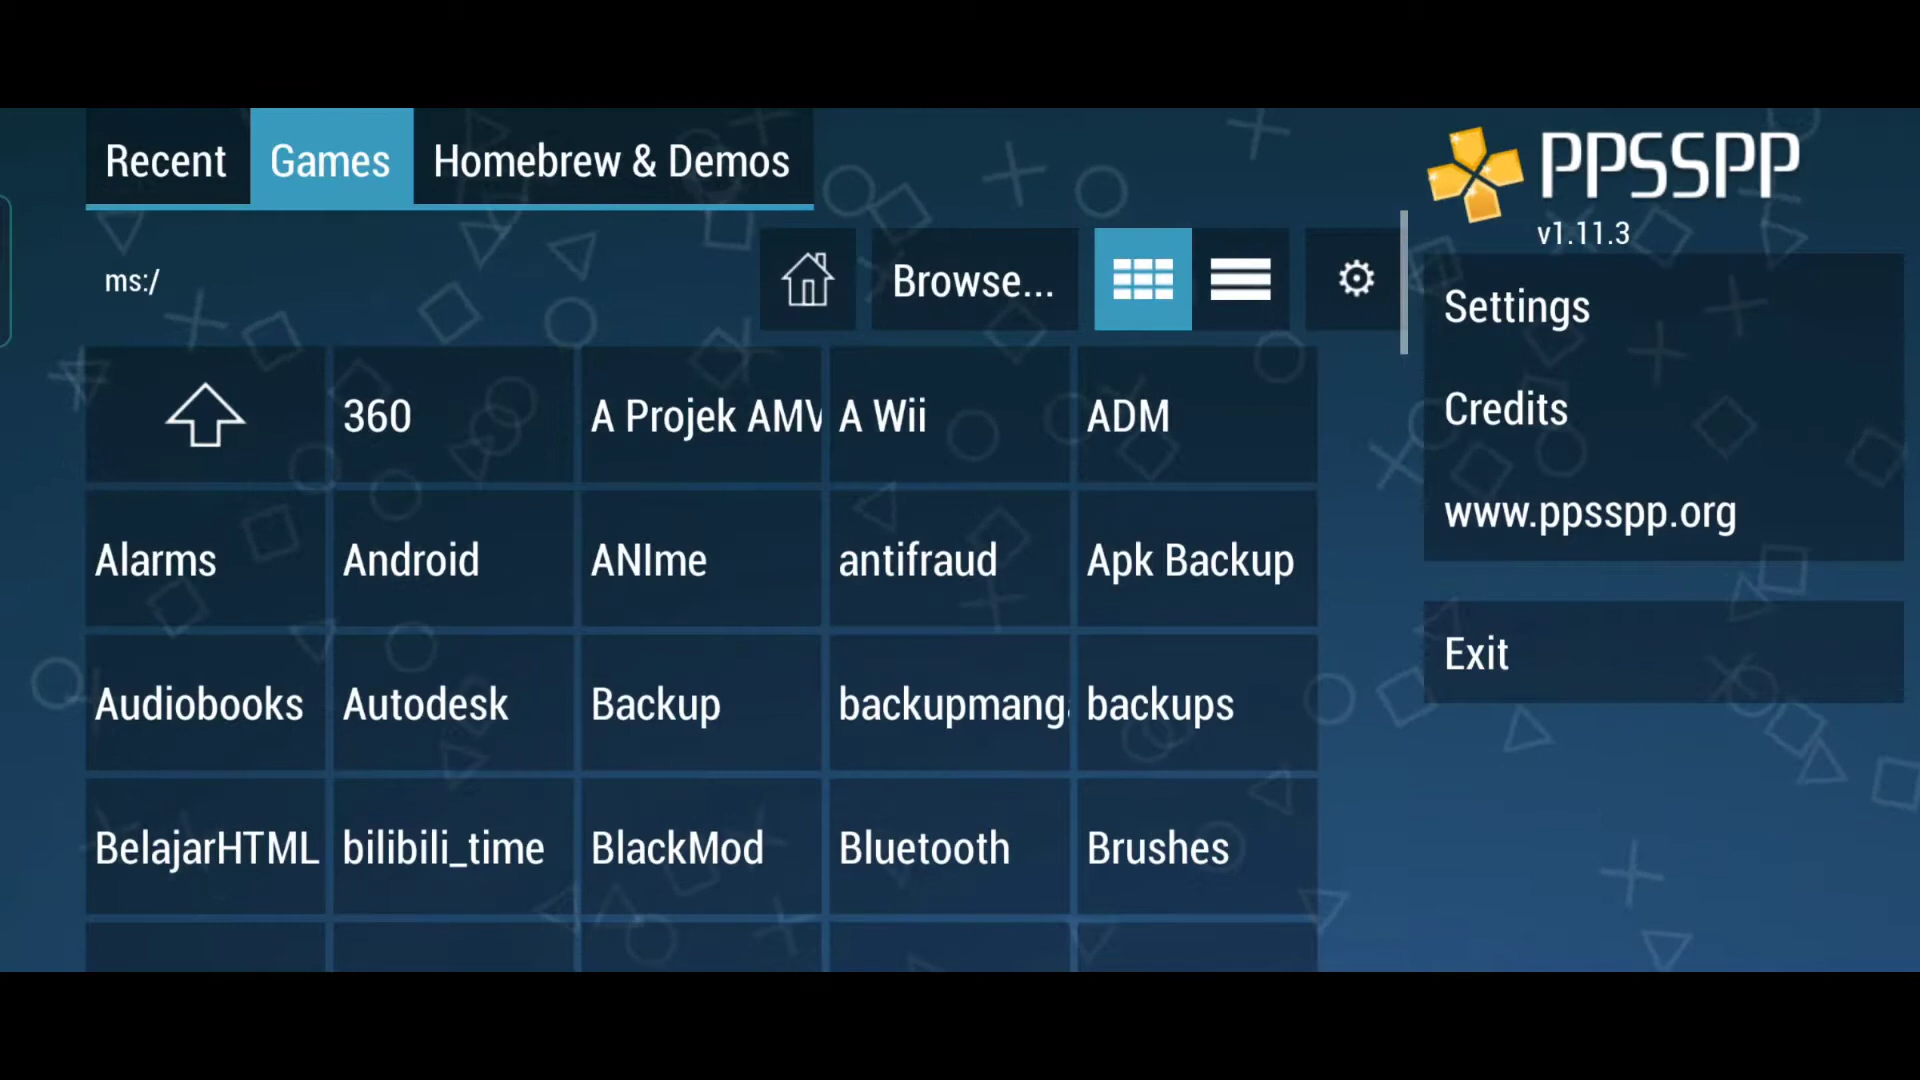 Recent Games Homebrew & Demos
PPSSPP
v1.11.3
ms:/
Browse...
Settings
Credits
www.ppsspp.org
Exit
360 A Projek AMV A Wii ADM
Alarms Android ANIme antifraud Apk Backup
Audiobooks Autodesk Backup backupmanga backups
BelajarHTML bilibili_time BlackMod Bluetooth Brushes